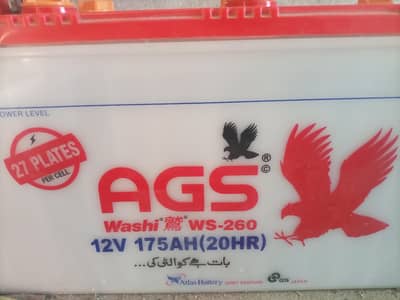 OWER LEVEL
27 PLATES
PER CELL
AGS®
©
Washi 鷲 WS-260
12V 175AH(20HR)
بات ہے کوالٹی کی...
Atlas Battery